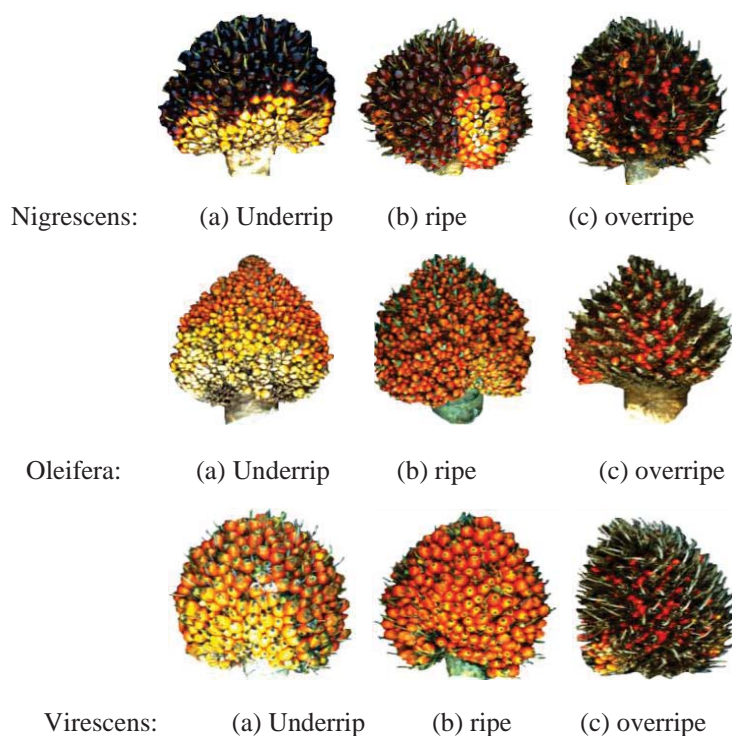 Nigrescens: (a) Underrip (b) ripe (c) overripe
Oleifera: (a) Underrip (b) ripe (c) overripe
Virescens: (a) Underrip (b) ripe (c) overripe